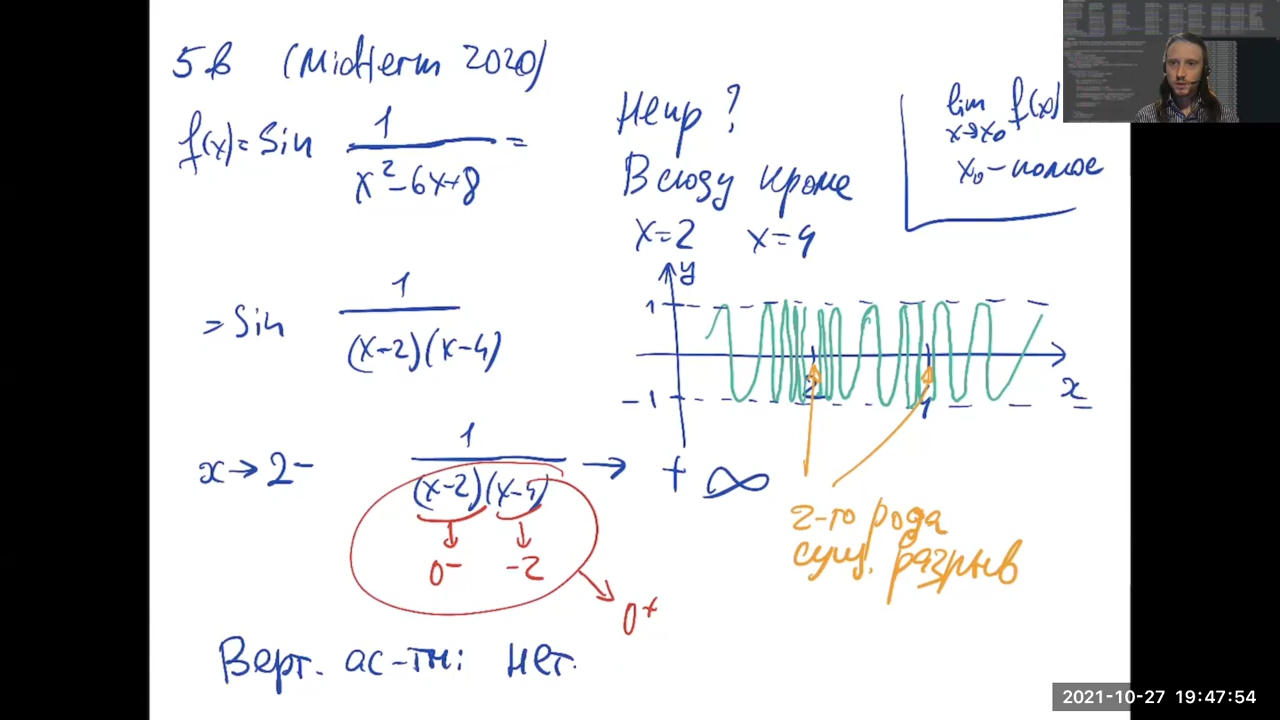 5в (Midterm 2020)
f(x) = Sin 1/(x²-6x+8) =
= Sin 1/((x-2)(x-4))
x → 2- 1/((x-2)(x-4)) → +∞
0- -2
0+
Верт. ас-ты: нет.
Непр?
Всюду кроме
x=2 x=4
lim f(x)
x→x₀
x₀ – полюс
y
1
-1
2 4
x
2-го рода
сущ. разрыв
2021-10-27 19:47:54